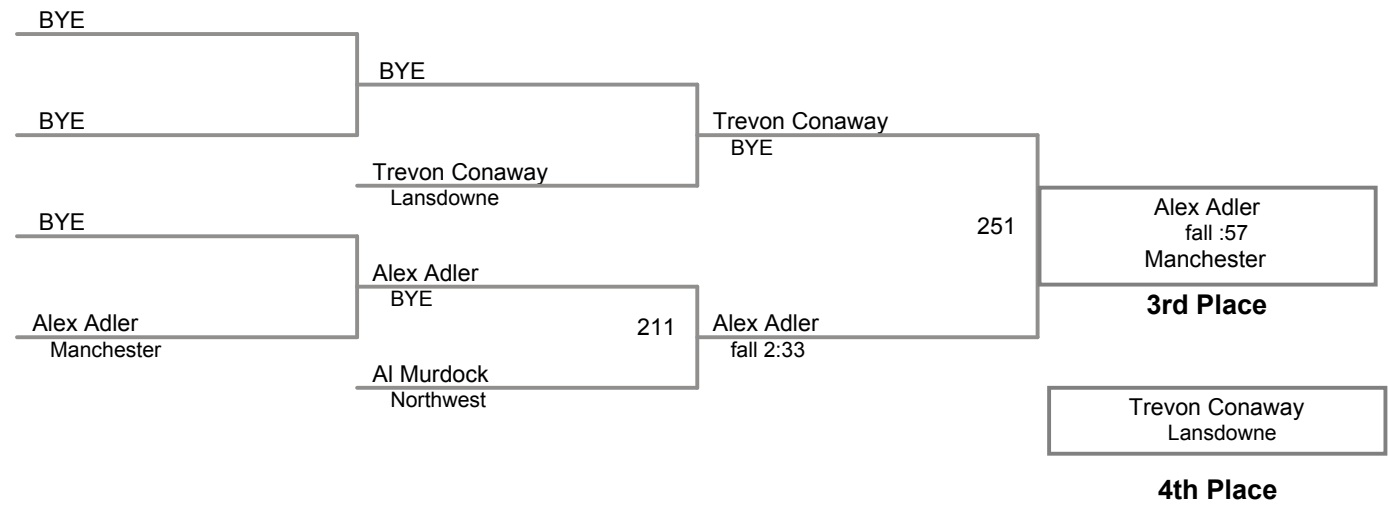 BYE
BYE
BYE
Trevon Conaway
BYE
Trevon Conaway
Lansdowne
BYE
251
Alex Adler
fall :57
Manchester
3rd Place
Alex Adler
BYE
Alex Adler
Manchester
211
Alex Adler
fall 2:33
Al Murdock
Northwest
Trevon Conaway
Lansdowne
4th Place